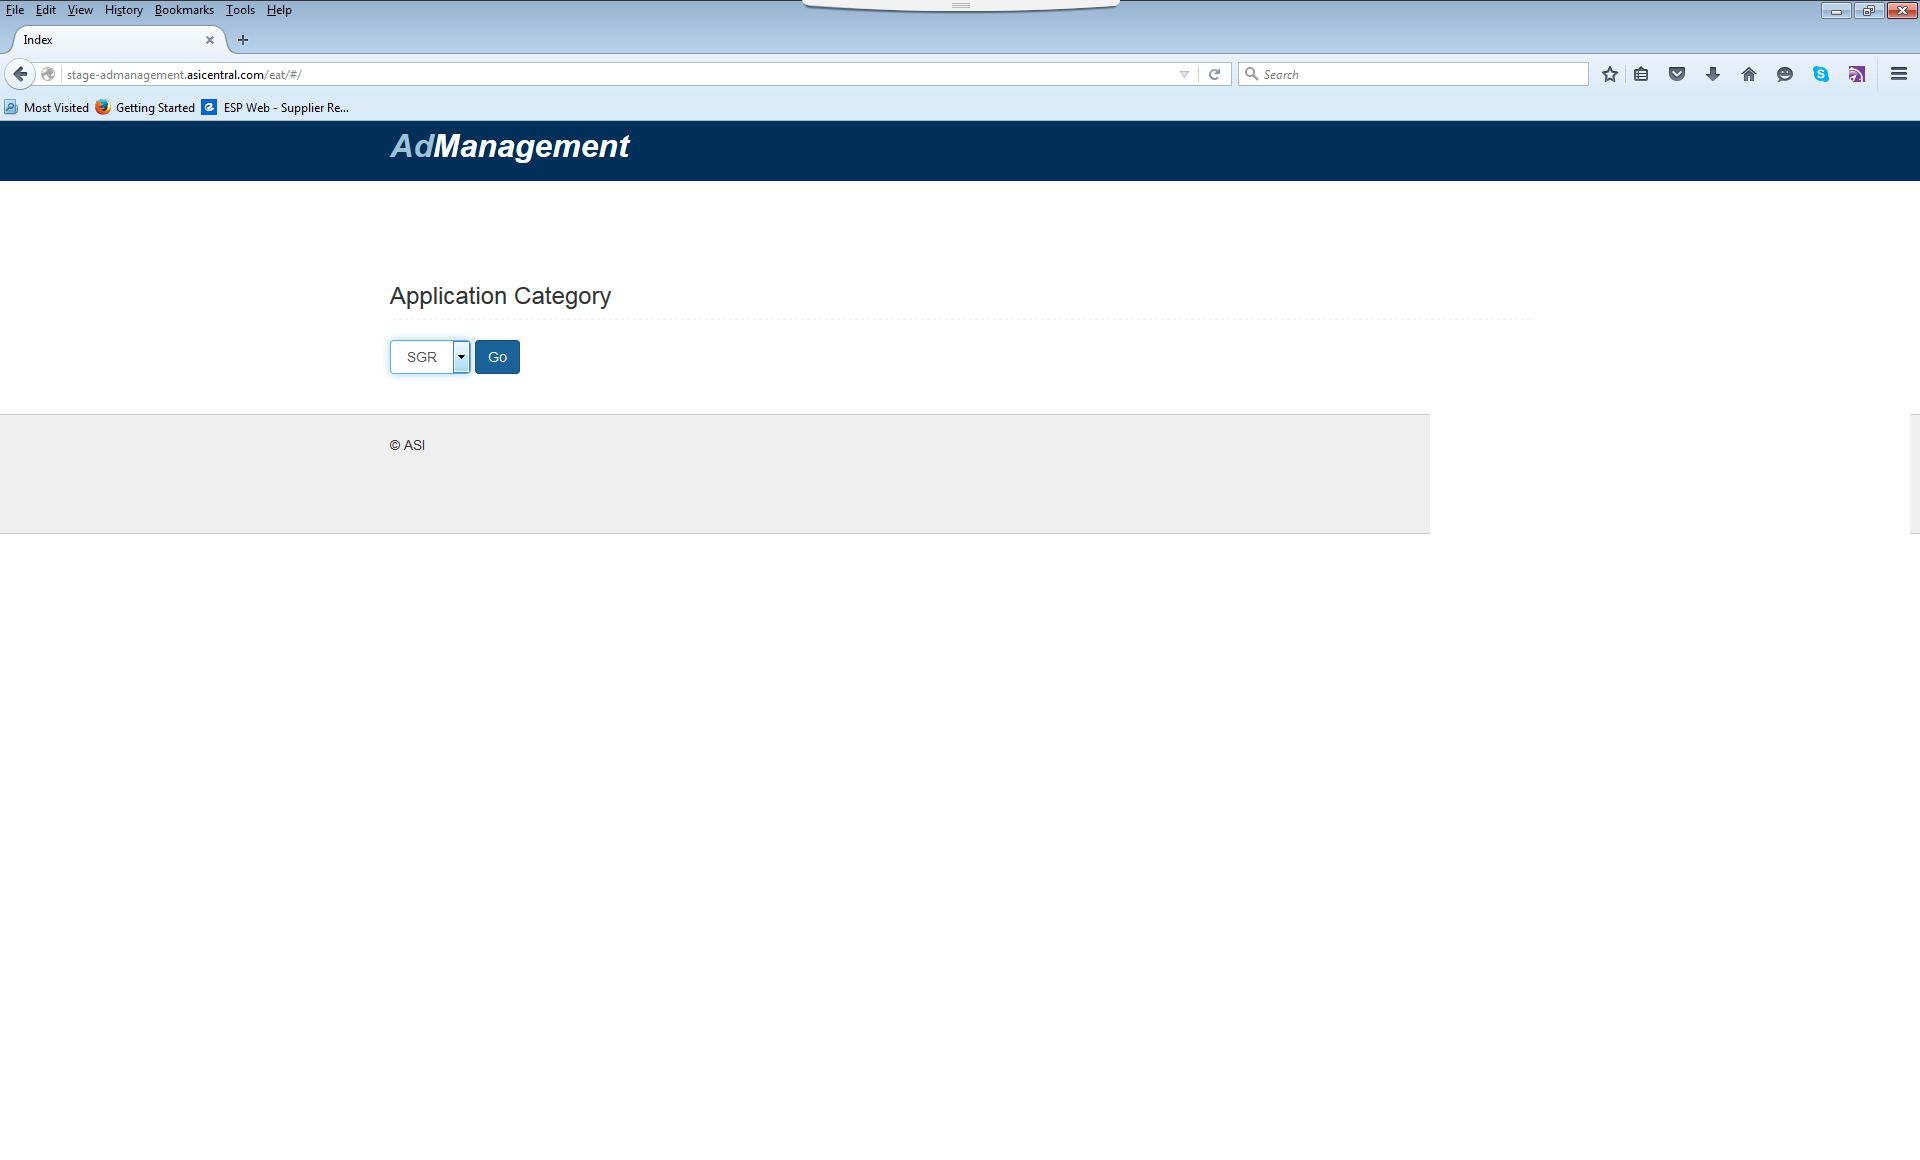 File Edit View History Bookmarks Tools Help
Index
stage-admanagement.asicentral.com/eat/#/
Search
Most Visited Getting Started ESP Web - Supplier Re...
AdManagement
Application Category
SGR Go
© ASI